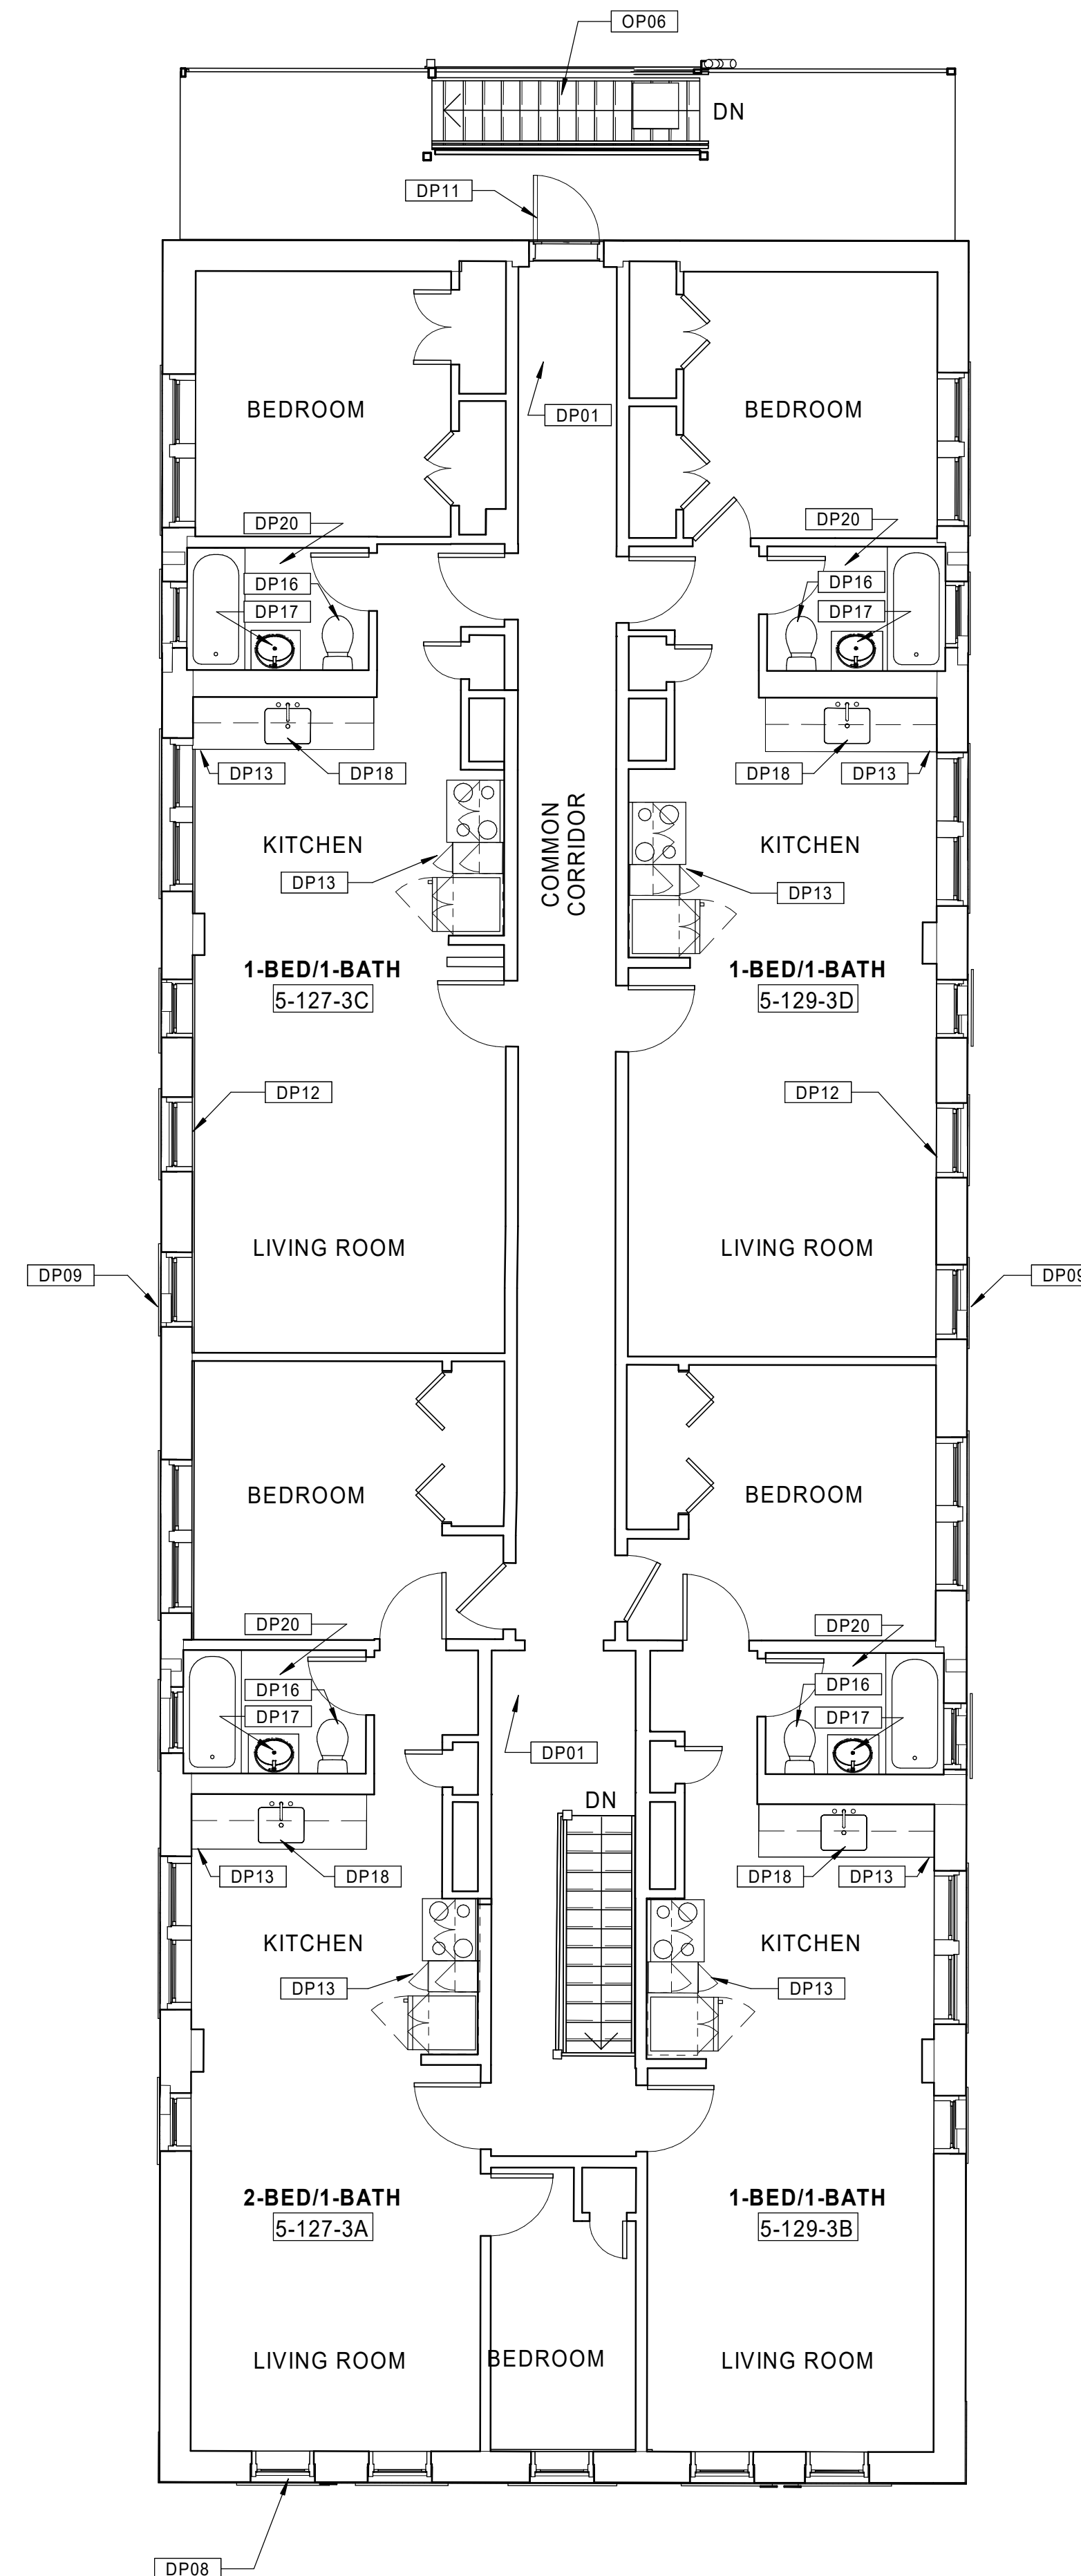 OP06
DN
DP11
BEDROOM
BEDROOM
DP01
DP20
DP20
DP16
DP16
DP17
DP17
DP13
DP18
DP18
DP13
KITCHEN
COMMON
CORRIDOR
KITCHEN
DP13
DP13
1-BED/1-BATH
5-127-3C
1-BED/1-BATH
5-129-3D
DP12
DP12
LIVING ROOM
LIVING ROOM
DP09
DP09
BEDROOM
BEDROOM
DP20
DP20
DP16
DP16
DP17
DP17
DP01
DN
DP13
DP18
DP18
DP13
KITCHEN
KITCHEN
DP13
DP13
2-BED/1-BATH
5-127-3A
1-BED/1-BATH
5-129-3B
LIVING ROOM
BEDROOM
LIVING ROOM
DP08